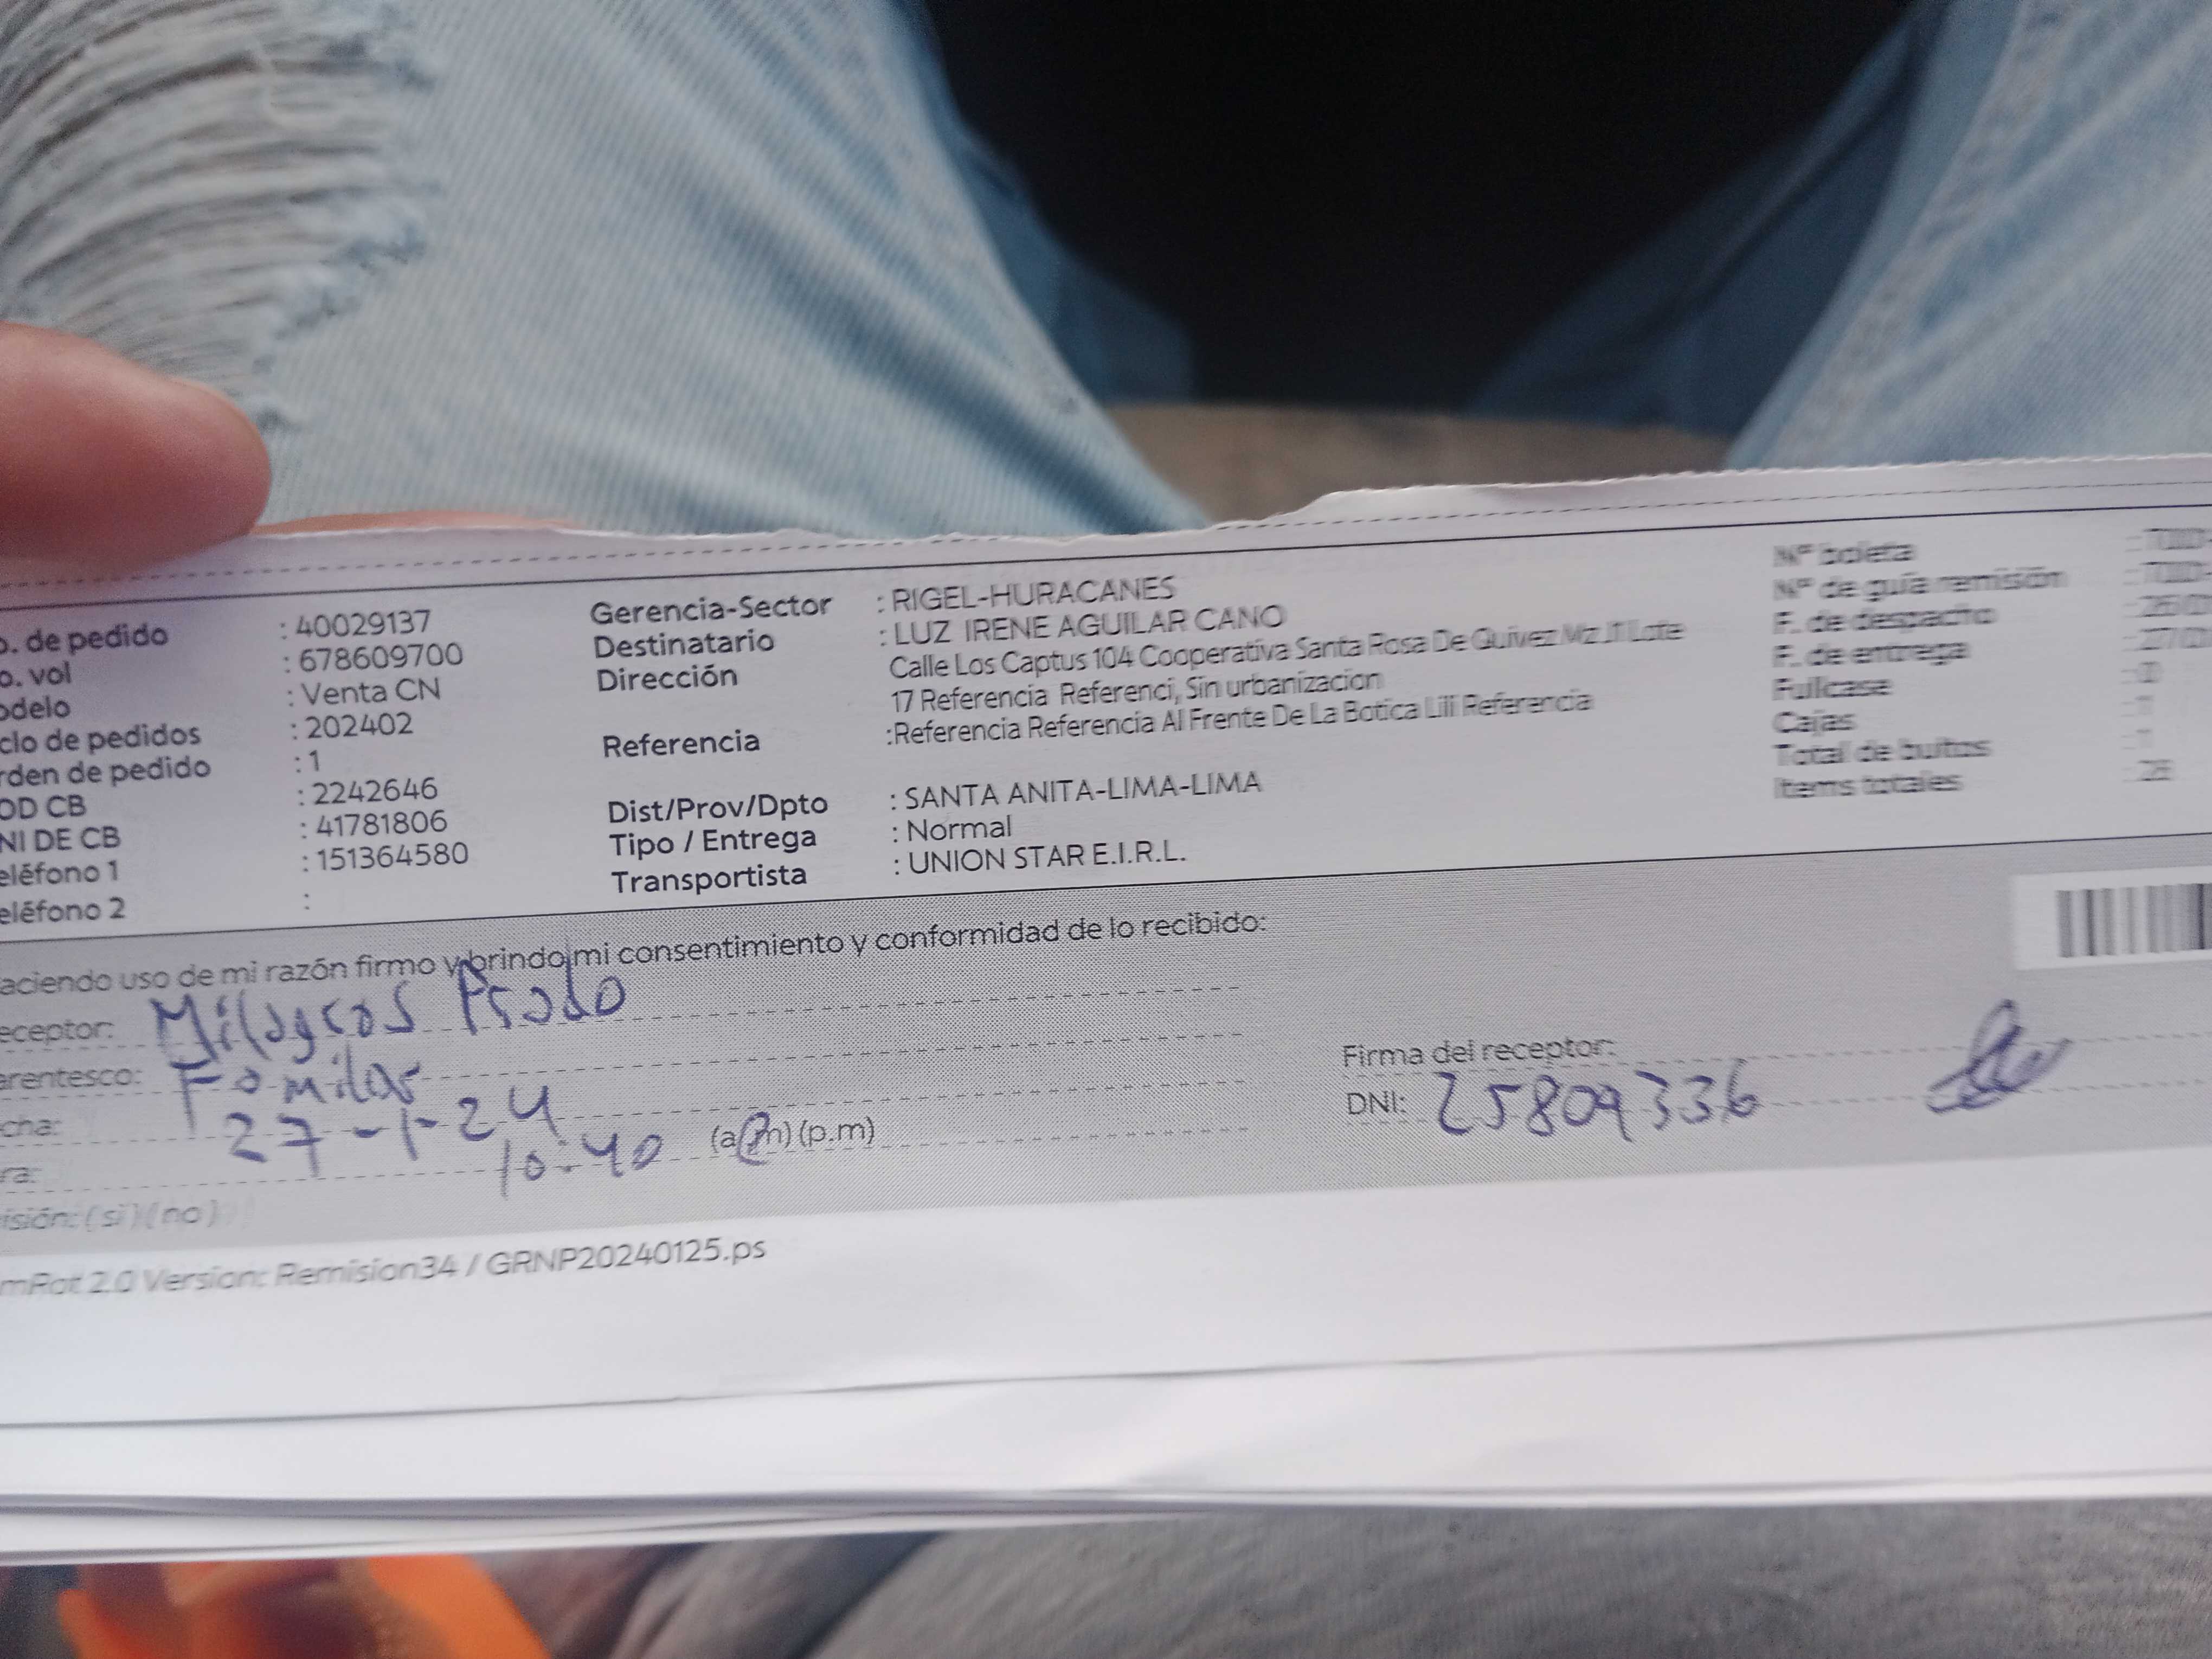 o. de pedido : 40029137
o. vol : 678609700
odelo : Venta CN
clo de pedidos : 202402
rden de pedido : 1
OD CB : 2242646
NI DE CB : 41781806
eléfono 1 : 151364580
eléfono 2 :
Gerencia-Sector : RIGEL-HURACANES
Destinatario : LUZ IRENE AGUILAR CANO
Dirección Calle Los Captus 104 Cooperativa Santa Rosa De Quivez Mz J1 Lote
17 Referencia Referenci, Sin urbanizacion
Referencia :Referencia Referencia Al Frente De La Botica Lili Referencia
Dist/Prov/Dpto : SANTA ANITA-LIMA-LIMA
Tipo / Entrega : Normal
Transportista : UNION STAR E.I.R.L.
Nº boleta
Nº de guía remisión
F. de despacho
F. de entrega
Fullcase : 0
Cajas : 1
Total de bultos : 1
Items totales
aciendo uso de mi razón firmo y brindo mi consentimiento y conformidad de lo recibido:
eceptor: Milagros Prado
arentesco: Familiar
cha: 27-1-24
ra: 10:40 (a.m) (p.m)
isión: (si) (no)
Firma del receptor:
DNI: 25809336
mRat 2.0 Version: Remision34 / GRNP20240125.ps